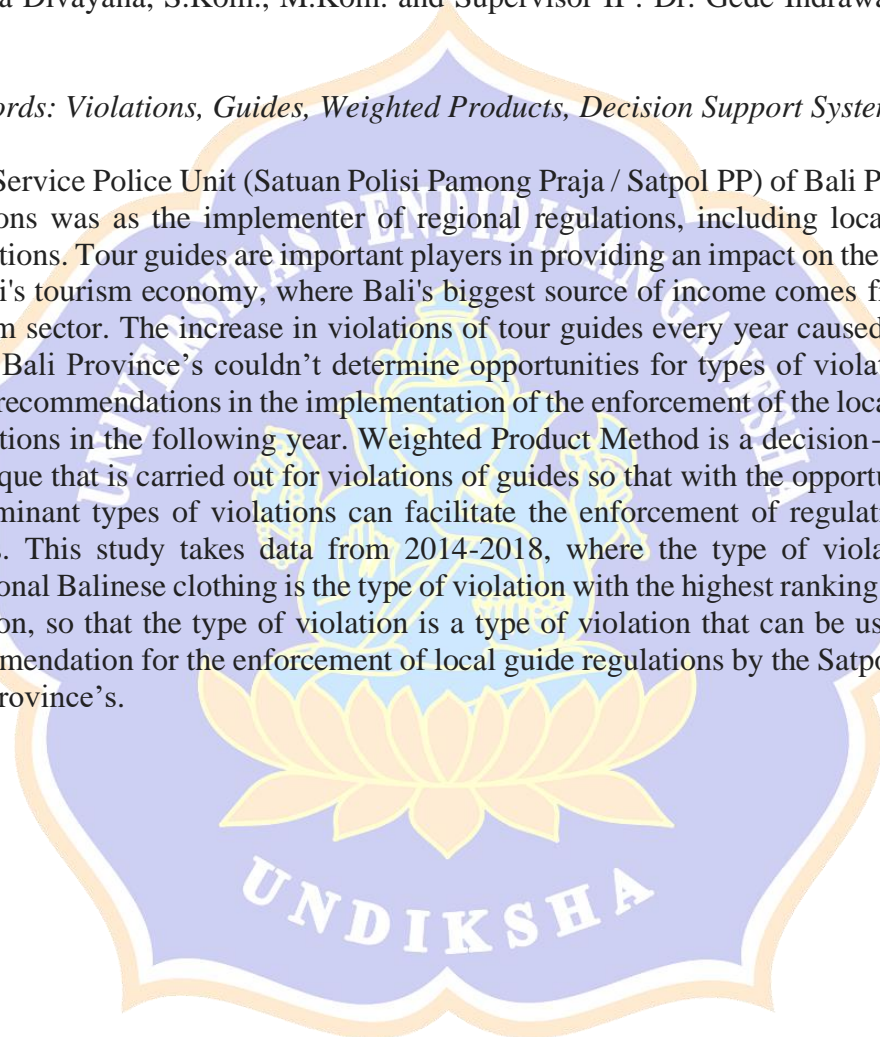 a Divayana, S.Kom., M.Kom. and Supervisor II : Dr. Gede Indrawa
ords: Violations, Guides, Weighted Products, Decision Support System
Service Police Unit (Satuan Polisi Pamong Praja / Satpol PP) of Bali P
ons was as the implementer of regional regulations, including loca
tions. Tour guides are important players in providing an impact on the
i's tourism economy, where Bali's biggest source of income comes f
m sector. The increase in violations of tour guides every year caused
Bali Province's couldn't determine opportunities for types of violat
recommendations in the implementation of the enforcement of the loca
tions in the following year. Weighted Product Method is a decision-
que that is carried out for violations of guides so that with the opportu
minant types of violations can facilitate the enforcement of regulati
s. This study takes data from 2014-2018, where the type of viola
onal Balinese clothing is the type of violation with the highest ranking
on, so that the type of violation is a type of violation that can be us
mendation for the enforcement of local guide regulations by the Satpo
rovince's.
UNIVERSITAS PENDIDIKAN GANESHA
UNDIKSHA